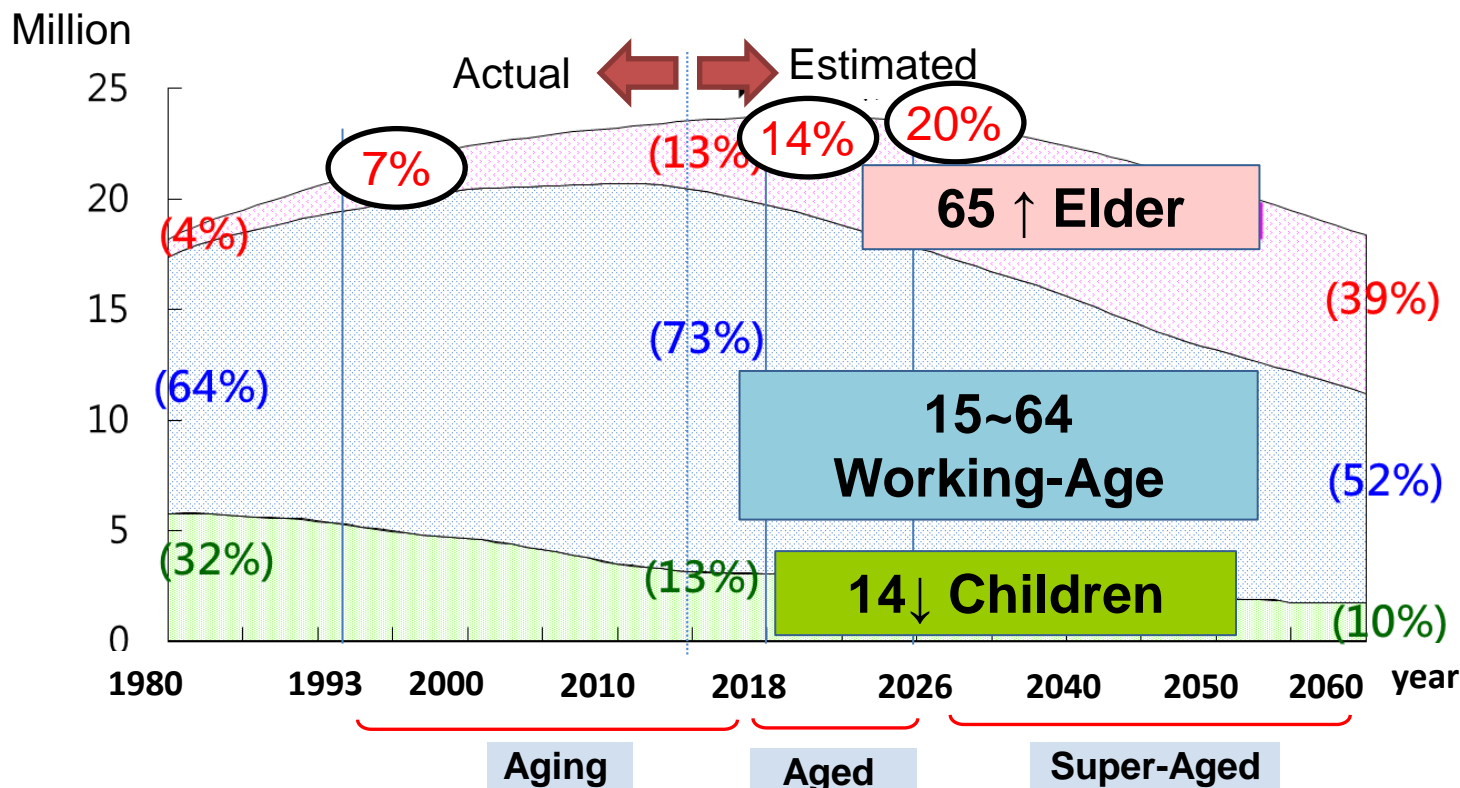 Million
Actual
Estimated
25
20
15
10
5
0
7%
14%
20%
(4%)
(13%)
(39%)
65 ↑ Elder
(64%)
(73%)
(52%)
15~64
Working-Age
(32%)
(13%)
(10%)
14↓ Children
1980
1993
2000
2010
2018
2026
2040
2050
2060
year
Aging
Aged
Super-Aged